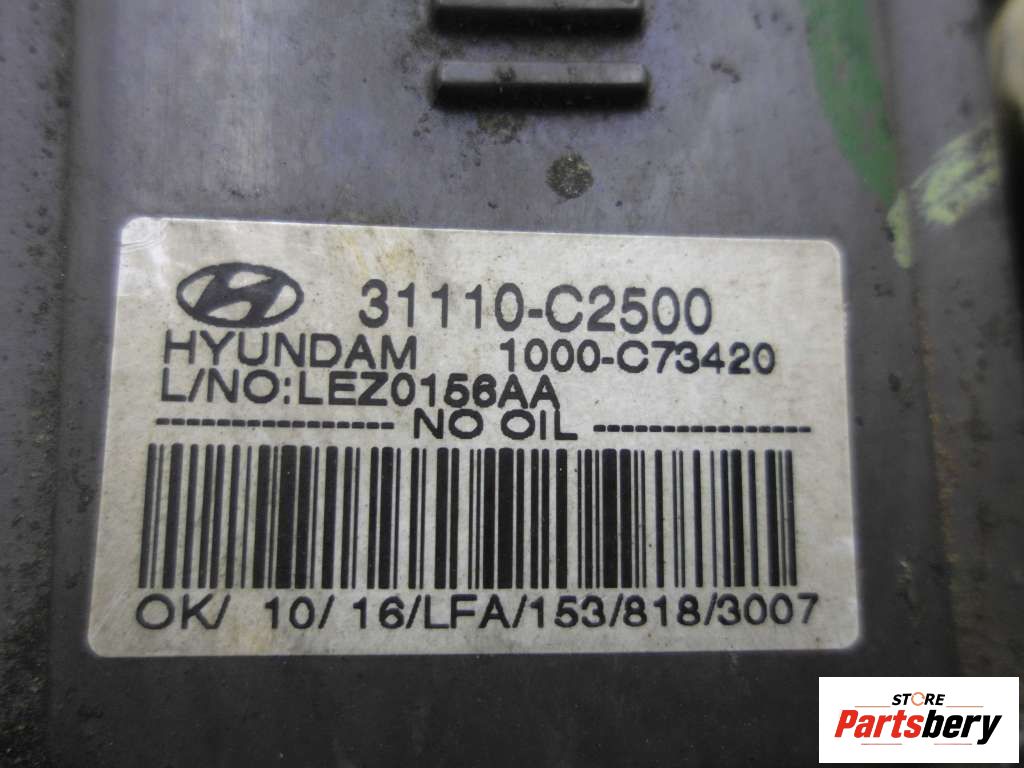 31110-C2500
HYUNDAM 1000-C73420
L/NO:LEZ0156AA
---------------- NO OIL ----------------
OK/ 10/ 16/LFA/153/818/3007
STORE
Partsbery